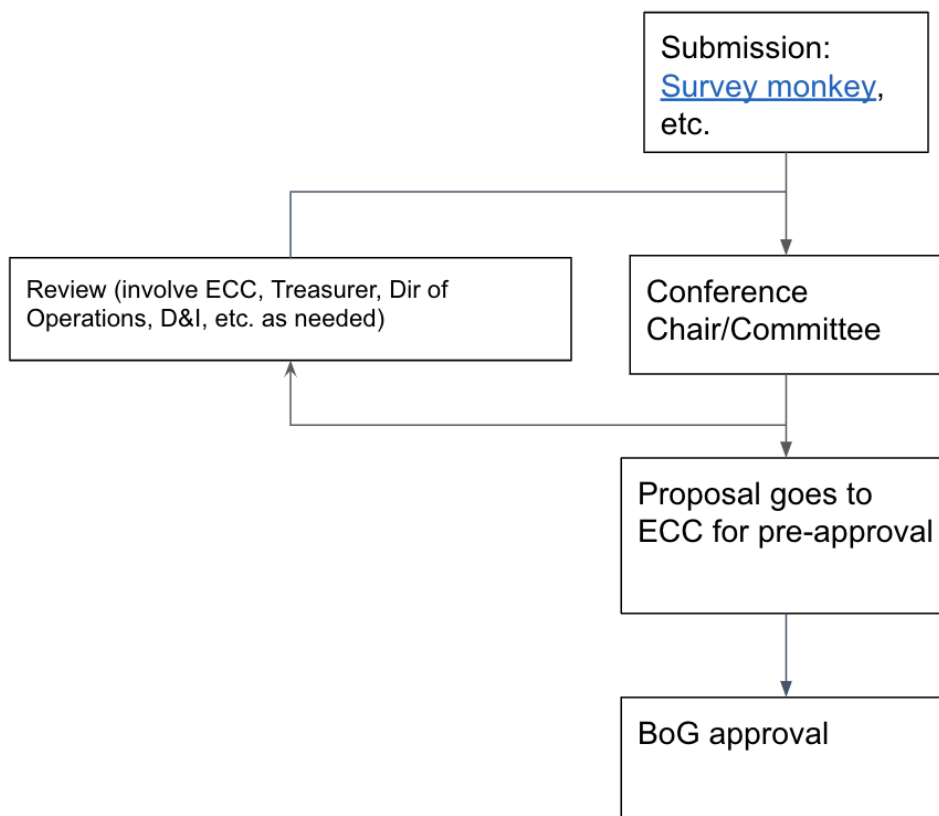 Submission:
Survey monkey,
etc.
Review (involve ECC, Treasurer, Dir of
Operations, D&I, etc. as needed)
Conference
Chair/Committee
Proposal goes to
ECC for pre-approval
BoG approval